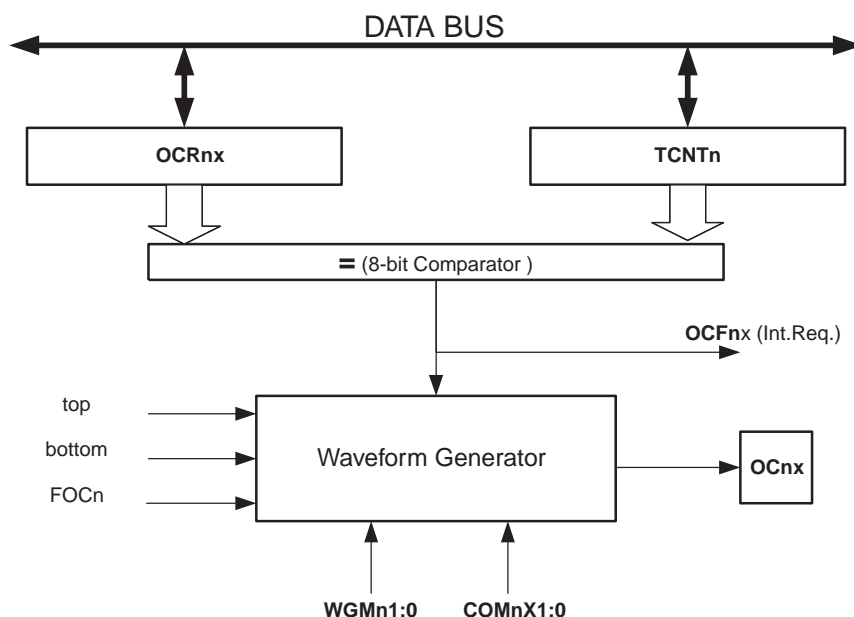 DATA BUS
OCRnx
TCNTn
= (8-bit Comparator )
OCFnx (Int.Req.)
top
bottom
FOCn
Waveform Generator
OCnx
WGMn1:0
COMnX1:0